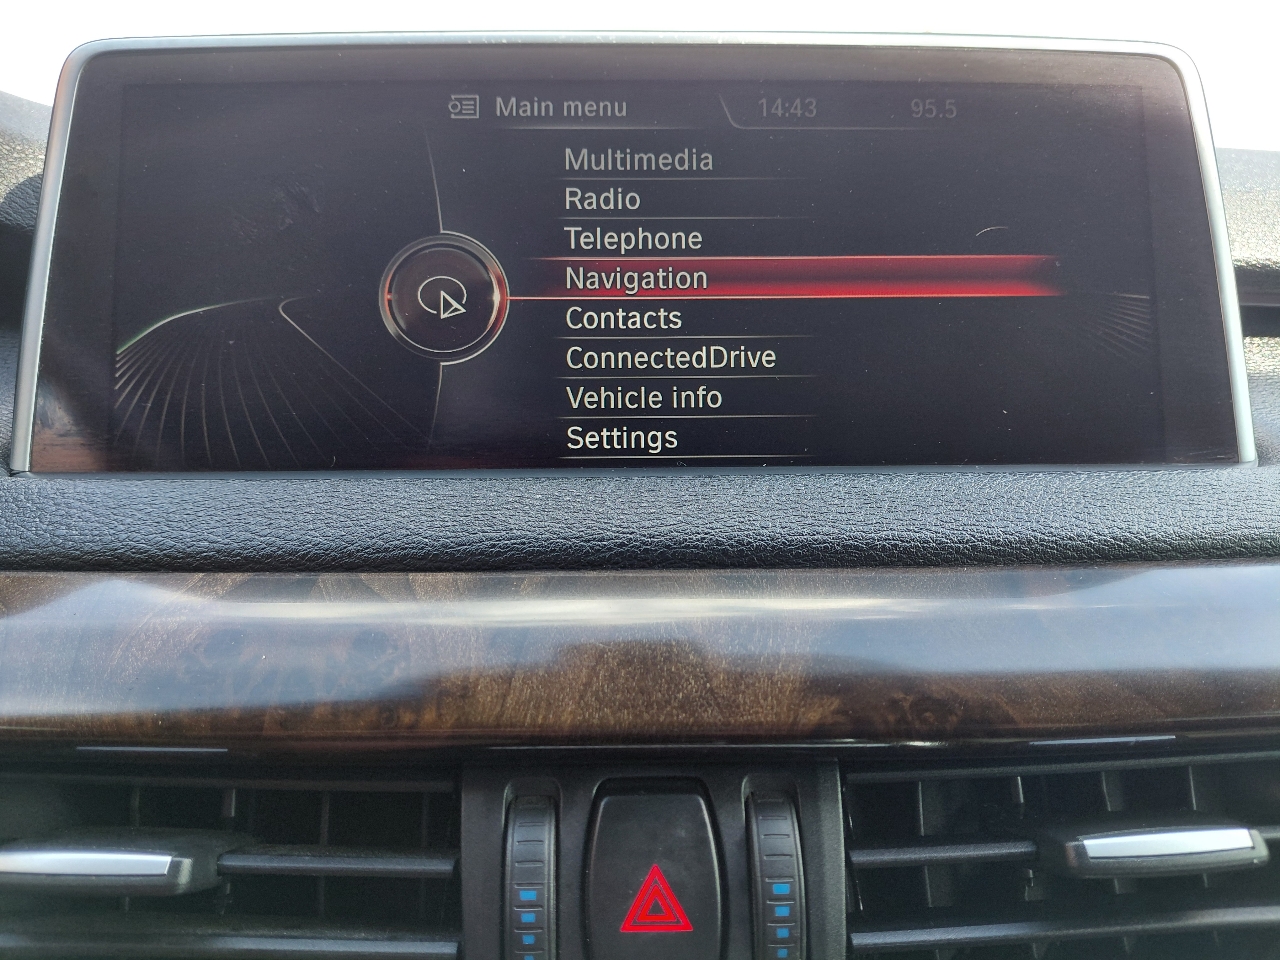 Main menu 14:43 95.5
Multimedia
Radio
Telephone
Navigation
Contacts
ConnectedDrive
Vehicle info
Settings